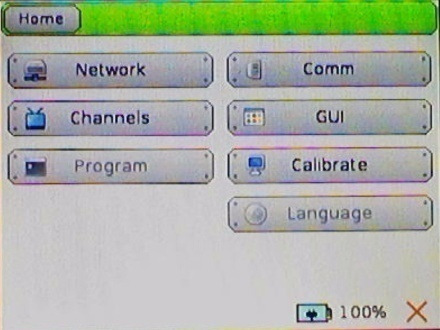 Home
Network
Comm
Channels
GUI
Program
Calibrate
Language
100%